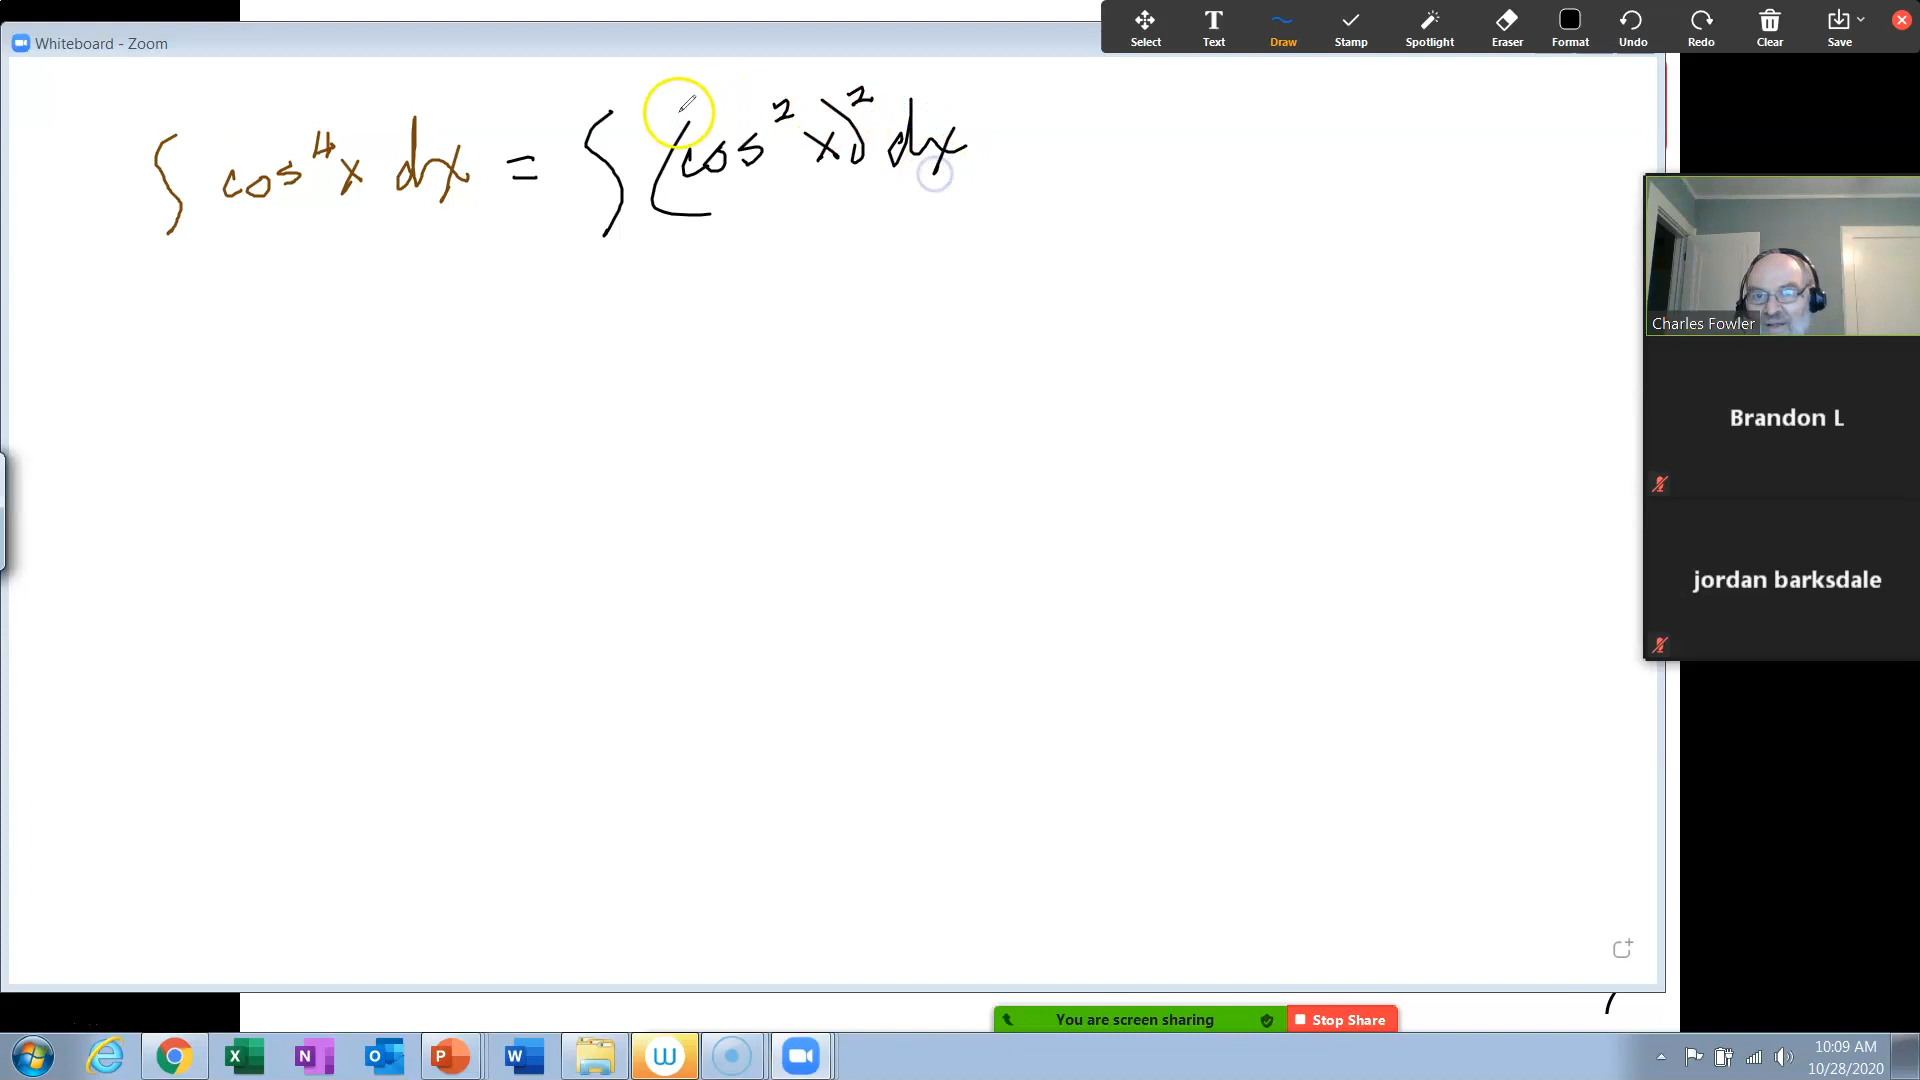 Select Text Draw Stamp Spotlight Eraser Format Undo Redo Clear Save
Whiteboard - Zoom
∫ cos⁴x dx = ∫ (cos²x)² dx
Charles Fowler
Brandon L
jordan barksdale
You are screen sharing Stop Share
10:09 AM
10/28/2020